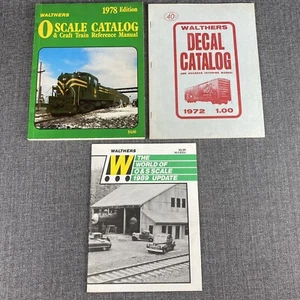 WALTHERS
1978 Edition
O SCALE CATALOG
& Craft Train Reference Manual
40
WALTHERS
DECAL
CATALOG
1972 1.00
WALTHERS
W
THE
WORLD OF
O & S SCALE
1989 UPDATE